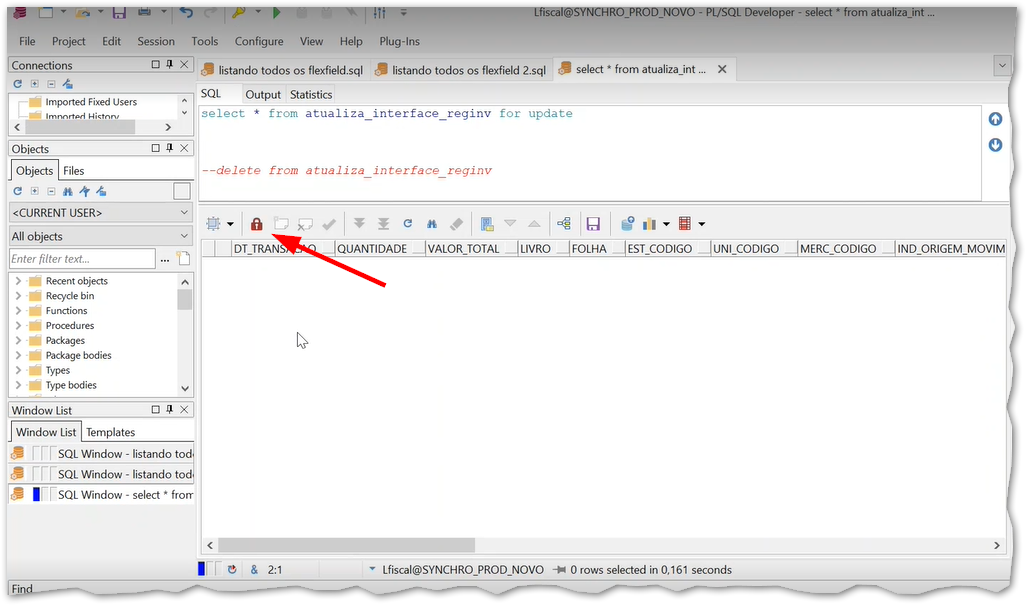 Lfiscal@SYNCHRO_PROD_NOVO - PL/SQL Developer - select * from atualiza_int ...
File Project Edit Session Tools Configure View Help Plug-Ins
Connections
Imported Fixed Users
Imported History
Objects
Objects Files
<CURRENT USER>
All objects
Enter filter text... ...
Recent objects
Recycle bin
Functions
Procedures
Packages
Package bodies
Types
Type bodies
Window List
Window List Templates
SQL Window - listando tod
SQL Window - listando tod
SQL Window - select * from
listando todos os flexfield.sql listando todos os flexfield 2.sql select * from atualiza_int ...
SQL Output Statistics
select * from atualiza_interface_reginv for update
--delete from atualiza_interface_reginv
DT_TRANSACAO QUANTIDADE VALOR_TOTAL LIVRO FOLHA EST_CODIGO UNI_CODIGO MERC_CODIGO IND_ORIGEM_MOVIM
& 2:1 Lfiscal@SYNCHRO_PROD_NOVO 0 rows selected in 0,161 seconds
Find